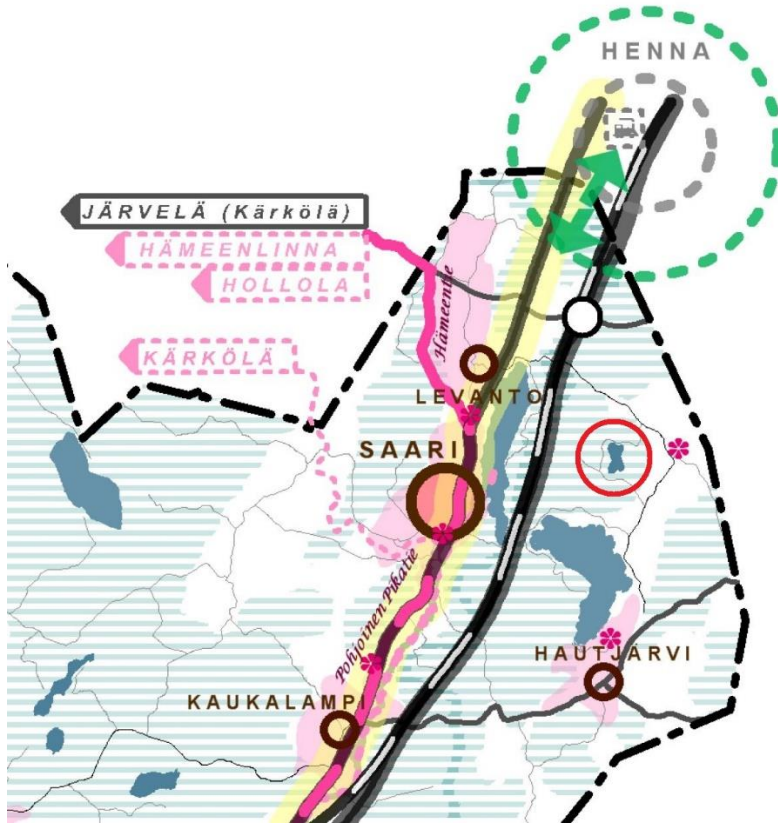 HENNA
JÄRVELÄ (Kärkölä)
HÄMEENLINNA
HOLLOLA
Hämeentie
KÄRKÖLÄ
LEVANTO
SAARI
Pohjoinen Pikatie
HAUTJÄRVI
KAUKALAMPI